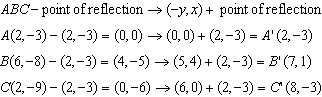 ABC – point of reflection → (−y, x) + point of reflection
A(2, −3) − (2, −3) = (0, 0) → (0, 0) + (2, −3) = A' (2, −3)
B(6, −8) − (2, −3) = (4, −5) → (5, 4) + (2, −3) = B' (7, 1)
C(2, −9) − (2, −3) = (0, −6) → (6, 0) + (2, −3) = C' (8, −3)